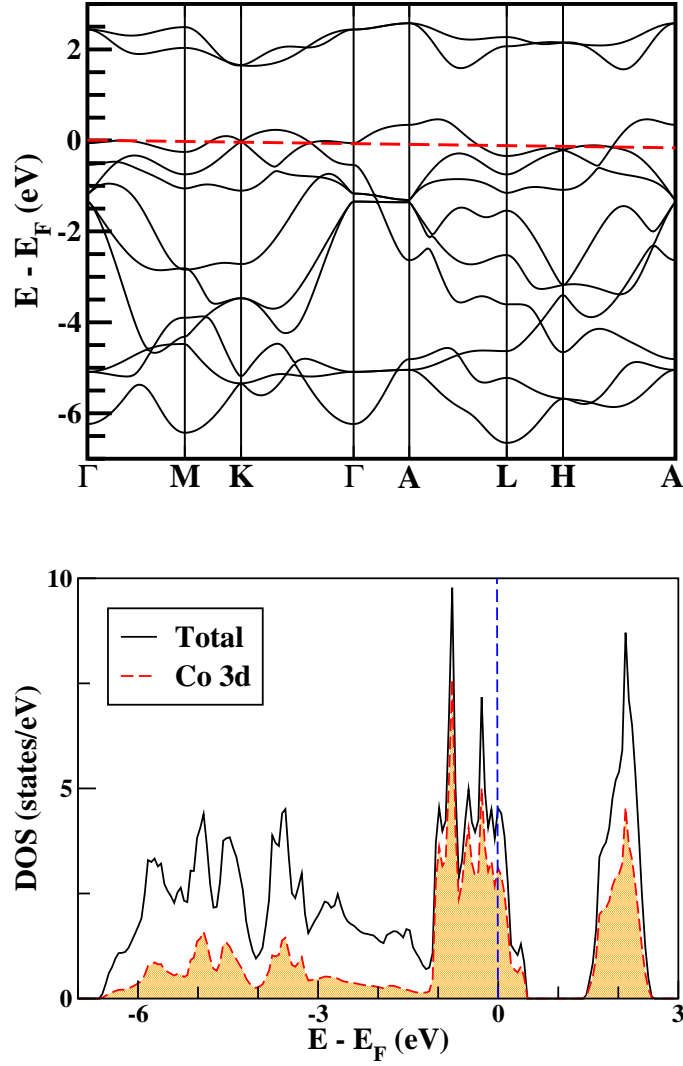 2
0
-2
-4
-6
E - E_F (eV)
Γ M K Γ A L H A
10
5
0
DOS (states/eV)
Total
Co 3d
-6 -3 0 3
E - E_F (eV)